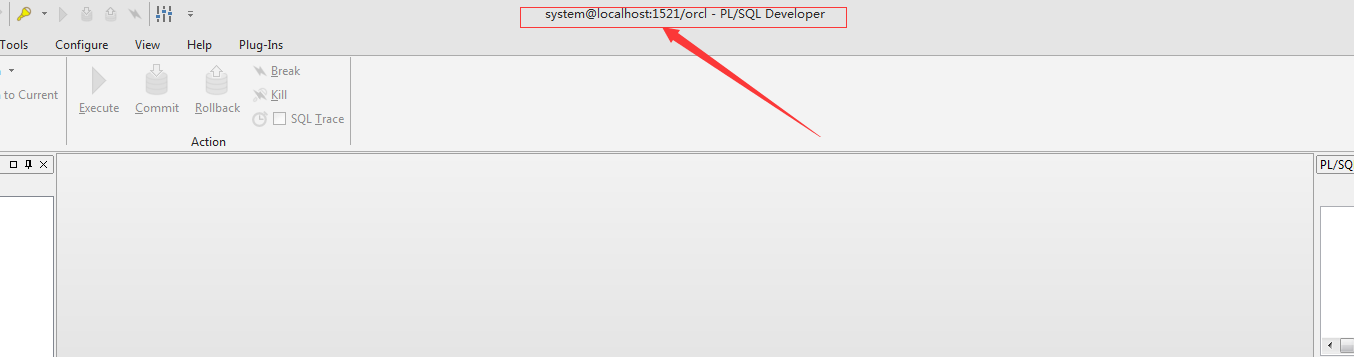 system@localhost:1521/orcl - PL/SQL Developer
Tools Configure View Help Plug-Ins
to Current
Execute Commit Rollback
Break
Kill
SQL Trace
Action
PL/SQ